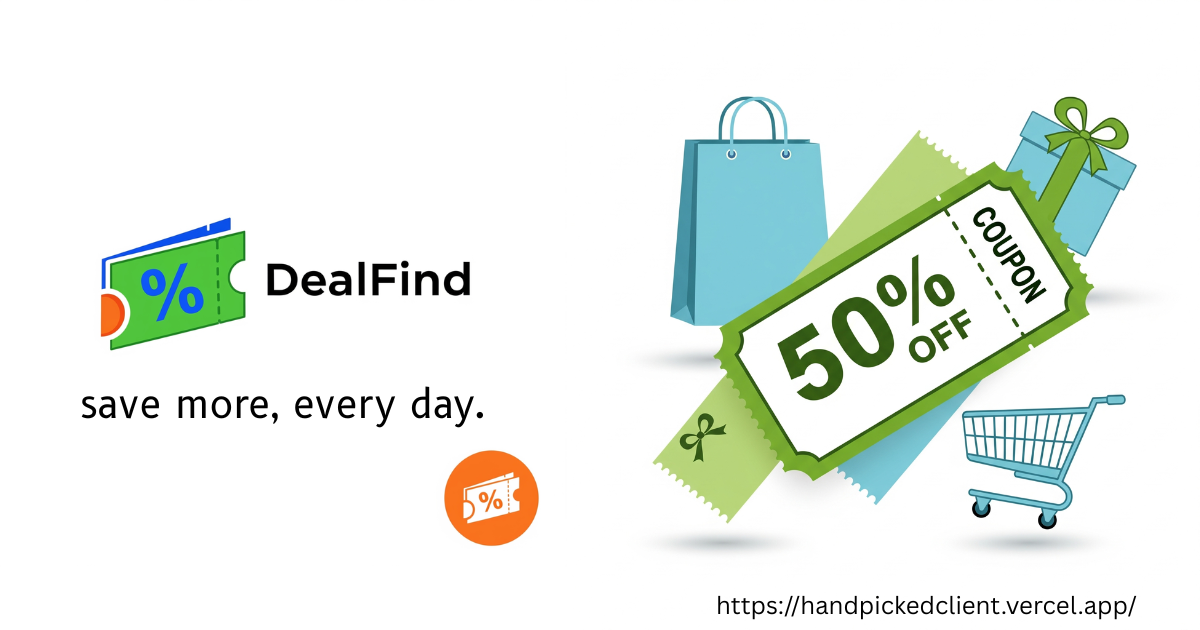 %
DealFind
save more, every day.
%
50%
OFF
COUPON
https://handpickedclient.vercel.app/